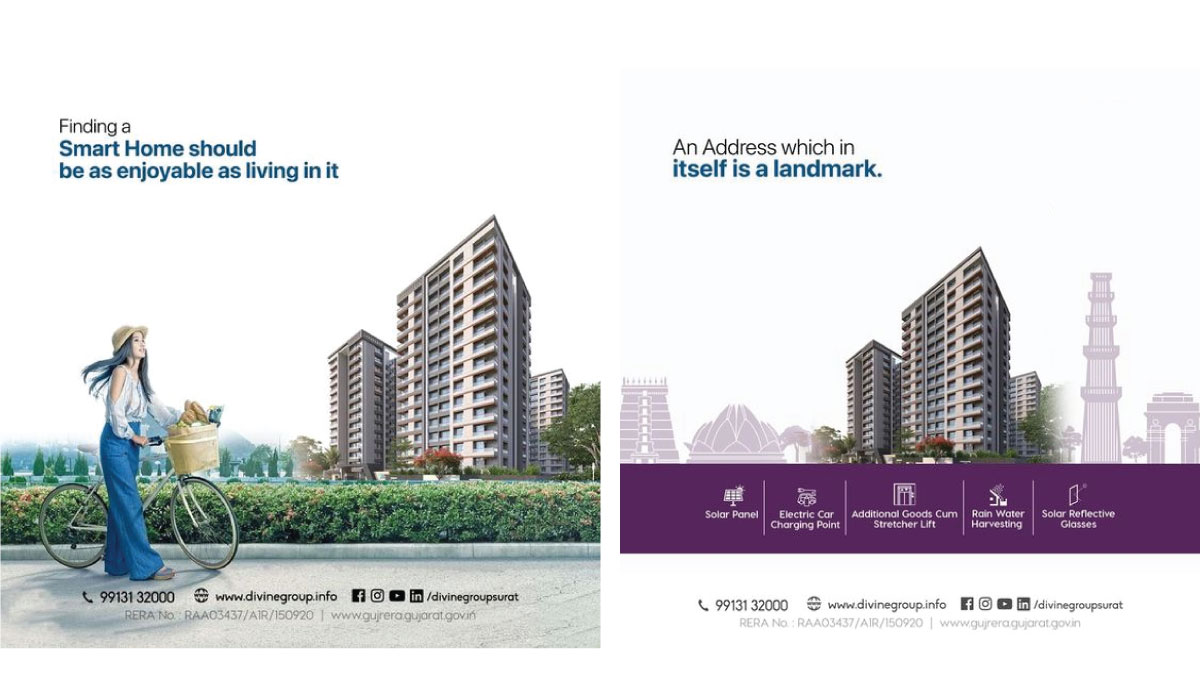 Finding a
Smart Home should
be as enjoyable as living in it
99131 32000 www.divinegroup.info /divinegroupsurat
RERA No. : RAA03437/A1R/150920 | www.gujrera.gujarat.gov.in
An Address which in
itself is a landmark.
Solar Panel
Electric Car
Charging Point
Additional Goods Cum
Stretcher Lift
Rain Water
Harvesting
Solar Reflective
Glasses
99131 32000 www.divinegroup.info /divinegroupsurat
RERA No. : RAA03437/A1R/150920 | www.gujrera.gujarat.gov.in